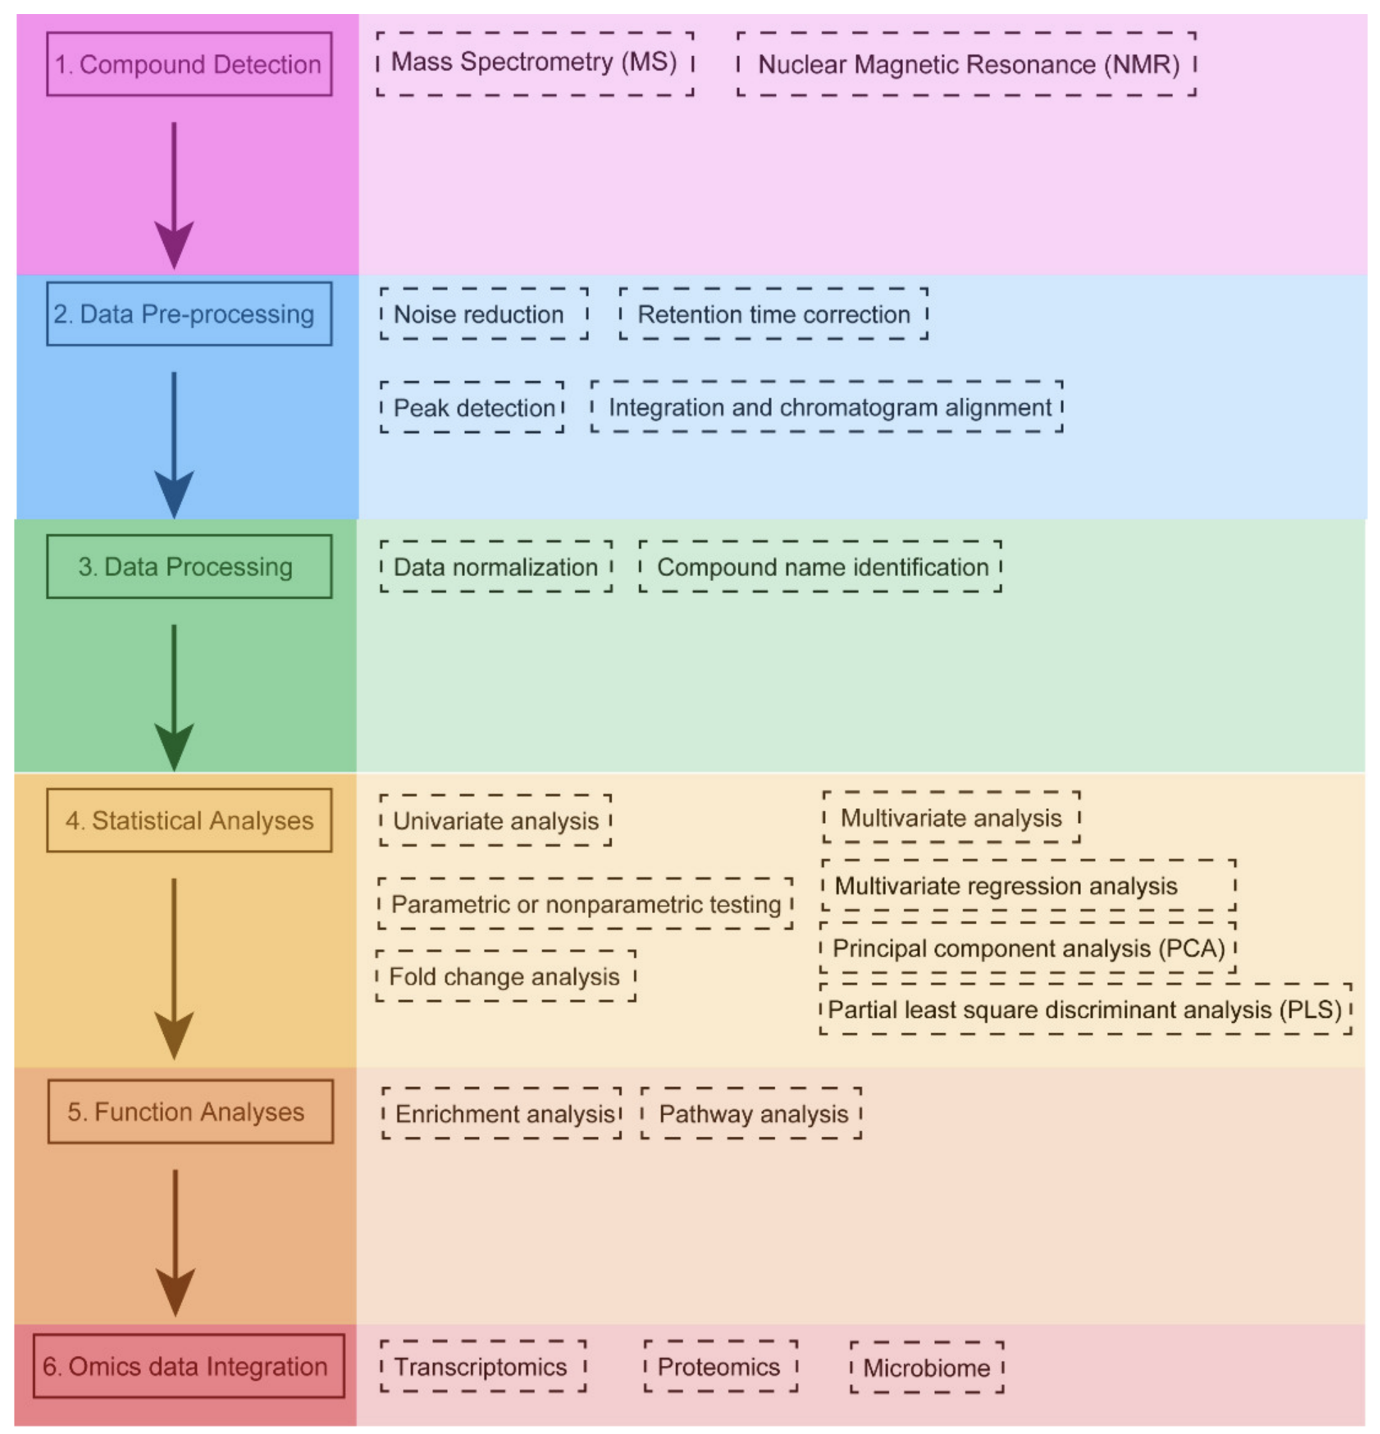 1. Compound Detection
Mass Spectrometry (MS)
Nuclear Magnetic Resonance (NMR)
2. Data Pre-processing
Noise reduction
Retention time correction
Peak detection
Integration and chromatogram alignment
3. Data Processing
Data normalization
Compound name identification
4. Statistical Analyses
Univariate analysis
Parametric or nonparametric testing
Fold change analysis
Multivariate analysis
Multivariate regression analysis
Principal component analysis (PCA)
Partial least square discriminant analysis (PLS)
5. Function Analyses
Enrichment analysis
Pathway analysis
6. Omics data Integration
Transcriptomics
Proteomics
Microbiome